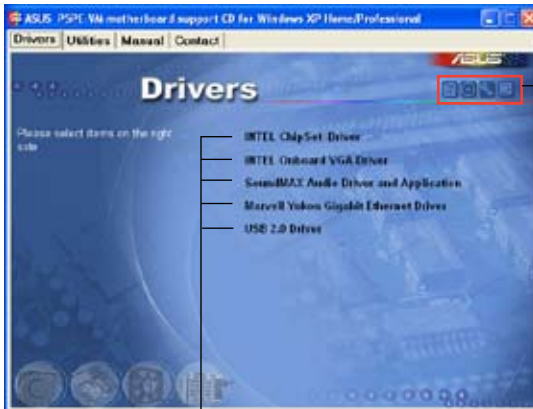 ASUS P5PE-VM motherboard support CD for Windows XP Home/Professional
Drivers Utilities Manual Contact
ASUS
Drivers
Please select items on the right side
INTEL ChipSet Driver
INTEL Onboard VGA Driver
SoundMAX Audio Driver and Application
Marvell Yukon Gigabit Ethernet Driver
USB 2.0 Driver